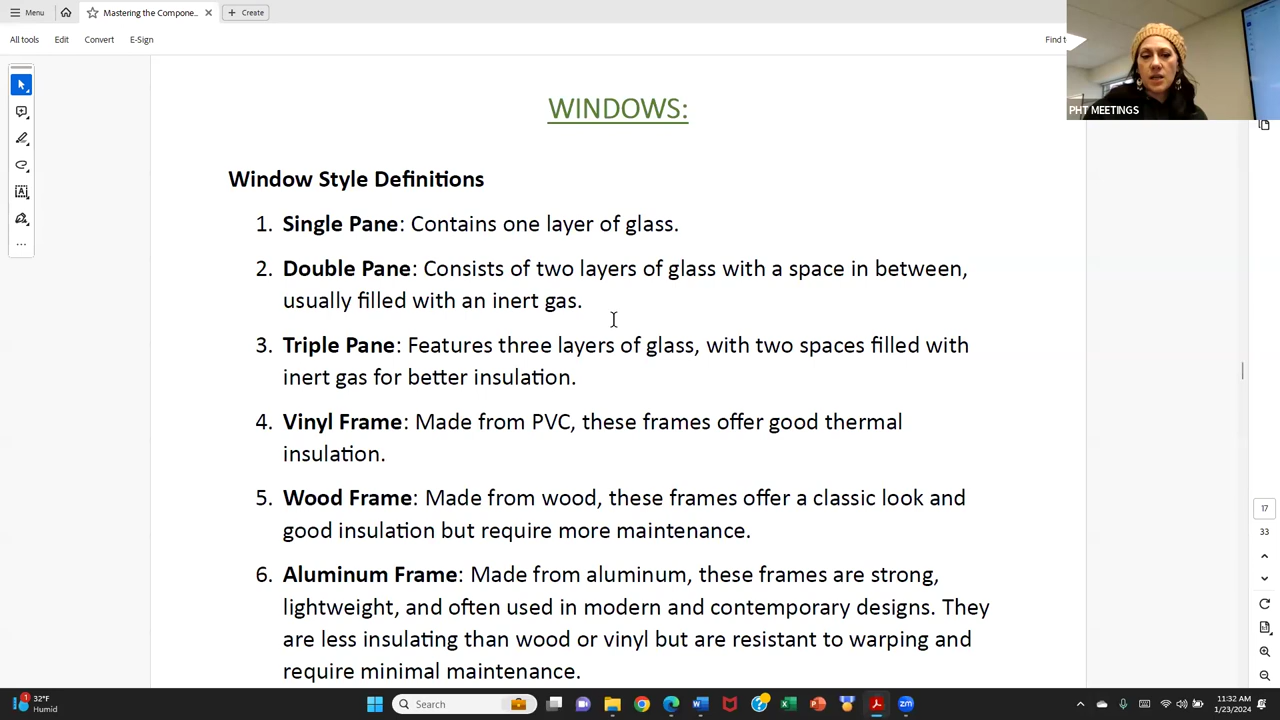 Menu
Mastering the Compone...
Create
All tools
Edit
Convert
E-Sign
Find t
PHT MEETINGS
WINDOWS:
Window Style Definitions
1. Single Pane: Contains one layer of glass.
2. Double Pane: Consists of two layers of glass with a space in between,
usually filled with an inert gas.
3. Triple Pane: Features three layers of glass, with two spaces filled with
inert gas for better insulation.
4. Vinyl Frame: Made from PVC, these frames offer good thermal
insulation.
5. Wood Frame: Made from wood, these frames offer a classic look and
good insulation but require more maintenance.
6. Aluminum Frame: Made from aluminum, these frames are strong,
lightweight, and often used in modern and contemporary designs. They
are less insulating than wood or vinyl but are resistant to warping and
require minimal maintenance.
17
33
1
32°F
Humid
Search
11:32 AM
1/23/2024